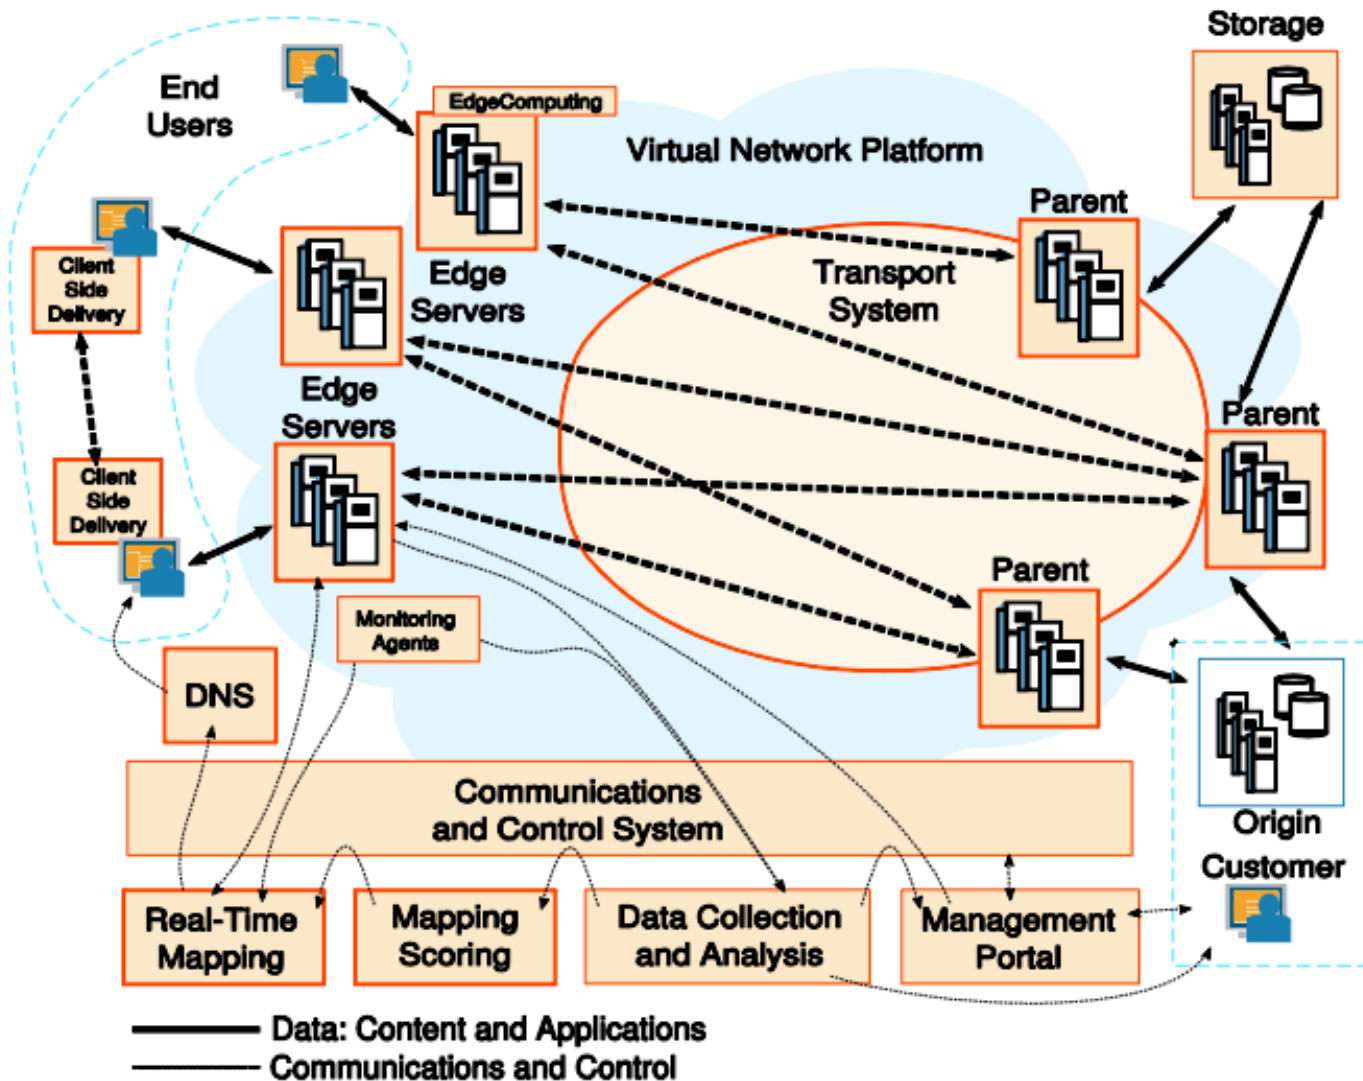 Storage
End
Users
EdgeComputing
Virtual Network Platform
Parent
Client
Side
Delivery
Edge
Servers
Transport
System
Edge
Servers
Parent
Client
Side
Delivery
Parent
Monitoring
Agents
DNS
Communications
and Control System
Origin
Customer
Real-Time
Mapping
Mapping
Scoring
Data Collection
and Analysis
Management
Portal
Data: Content and Applications
Communications and Control